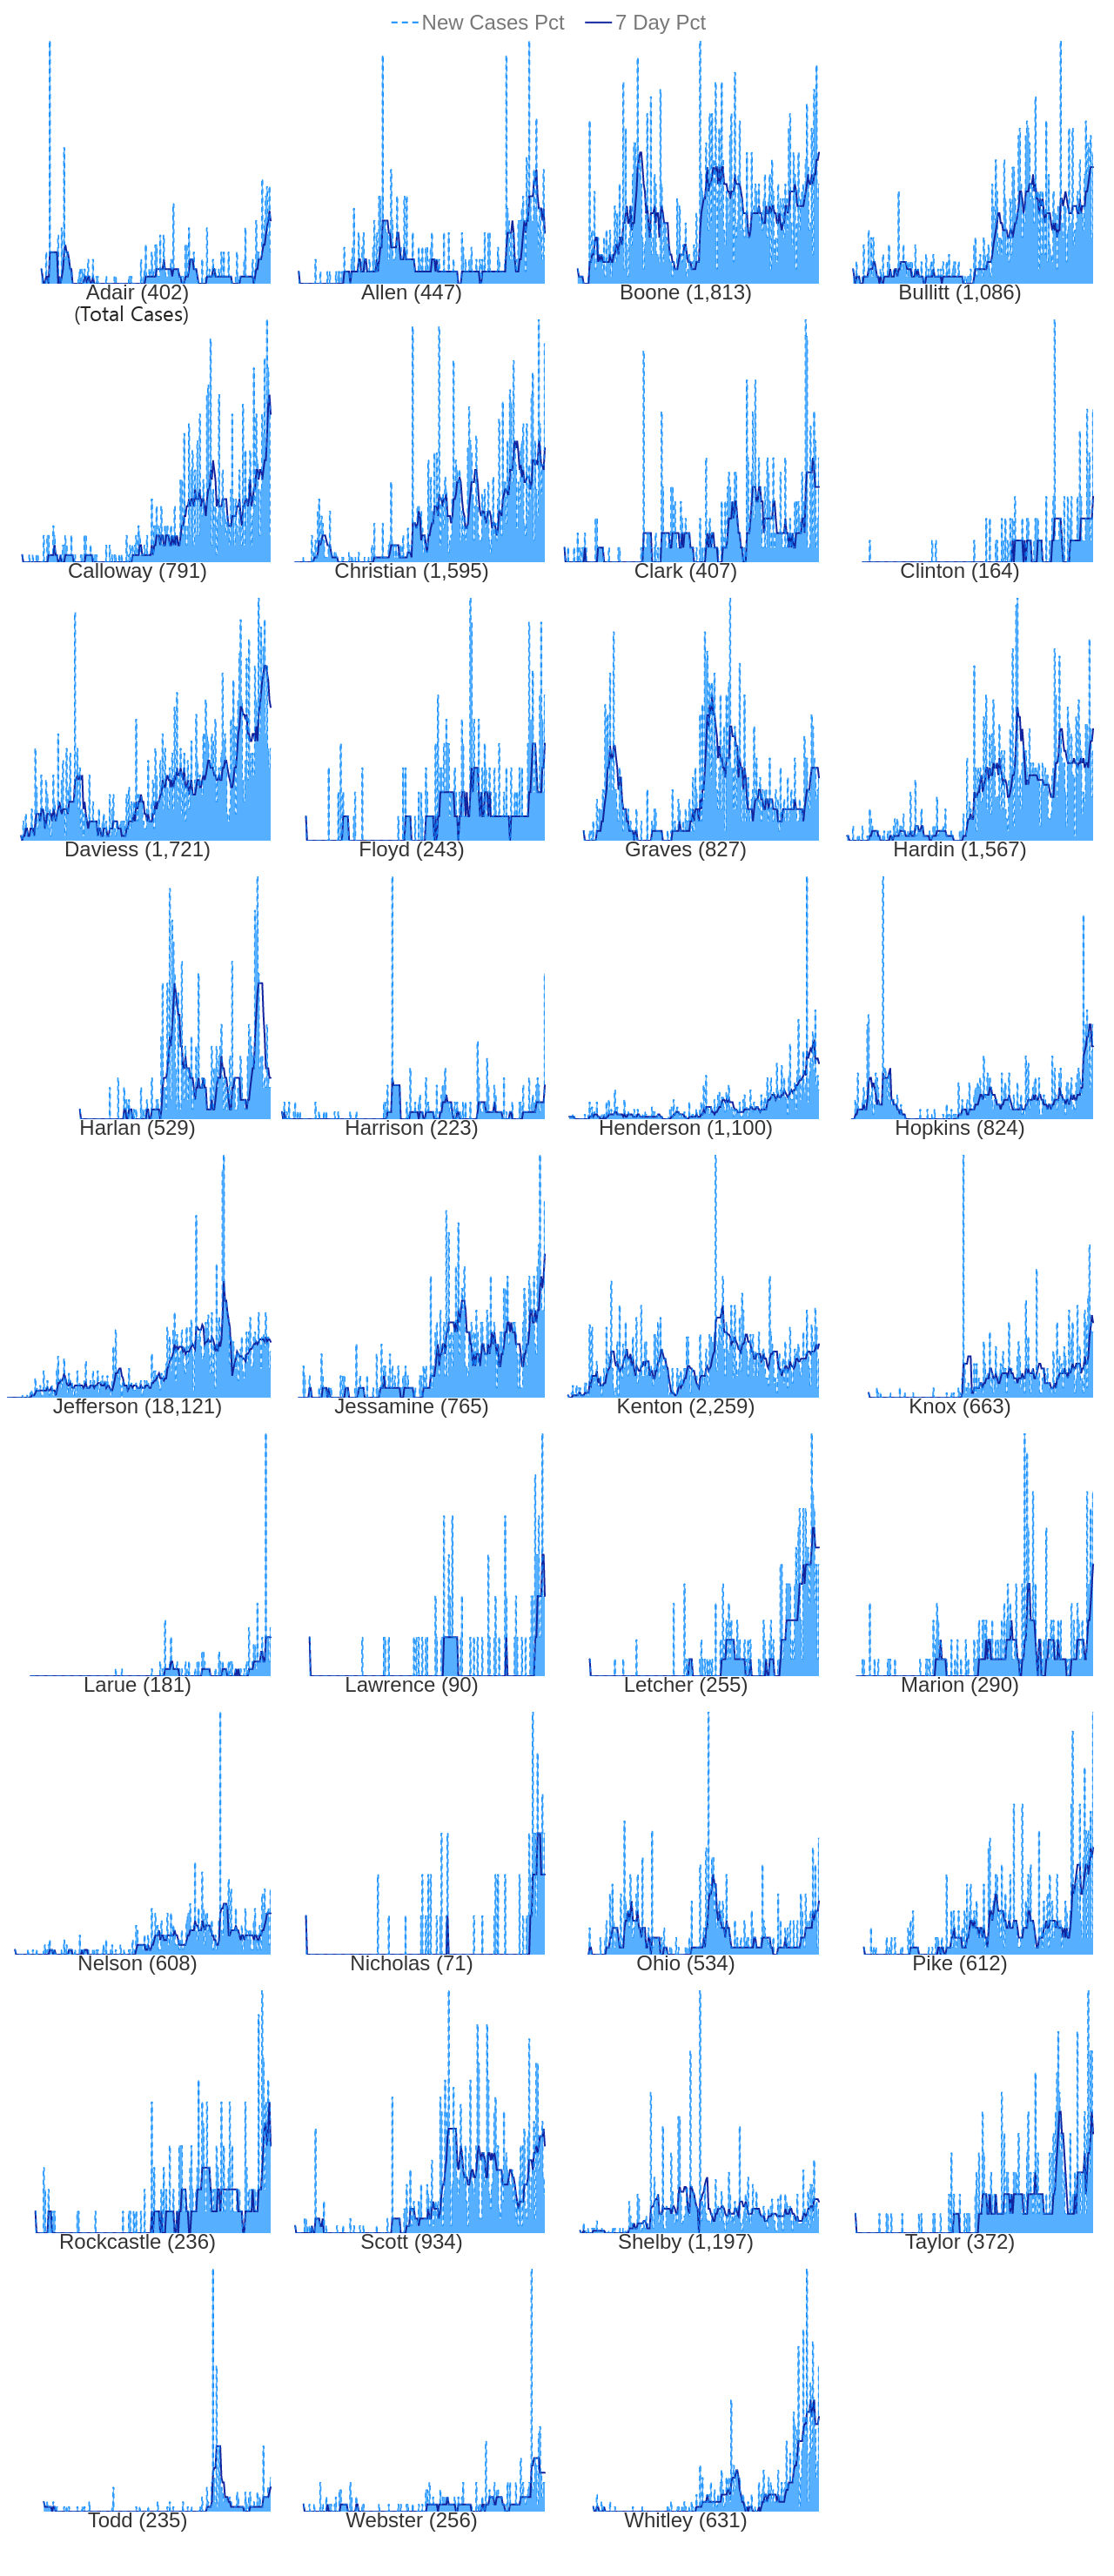 New Cases Pct 7 Day Pct
Adair (402) Allen (447) Boone (1,813) Bullitt (1,086)
(Total Cases)
Calloway (791) Christian (1,595) Clark (407) Clinton (164)
Daviess (1,721) Floyd (243) Graves (827) Hardin (1,567)
Harlan (529) Harrison (223) Henderson (1,100) Hopkins (824)
Jefferson (18,121) Jessamine (765) Kenton (2,259) Knox (663)
Larue (181) Lawrence (90) Letcher (255) Marion (290)
Nelson (608) Nicholas (71) Ohio (534) Pike (612)
Rockcastle (236) Scott (934) Shelby (1,197) Taylor (372)
Todd (235) Webster (256) Whitley (631)